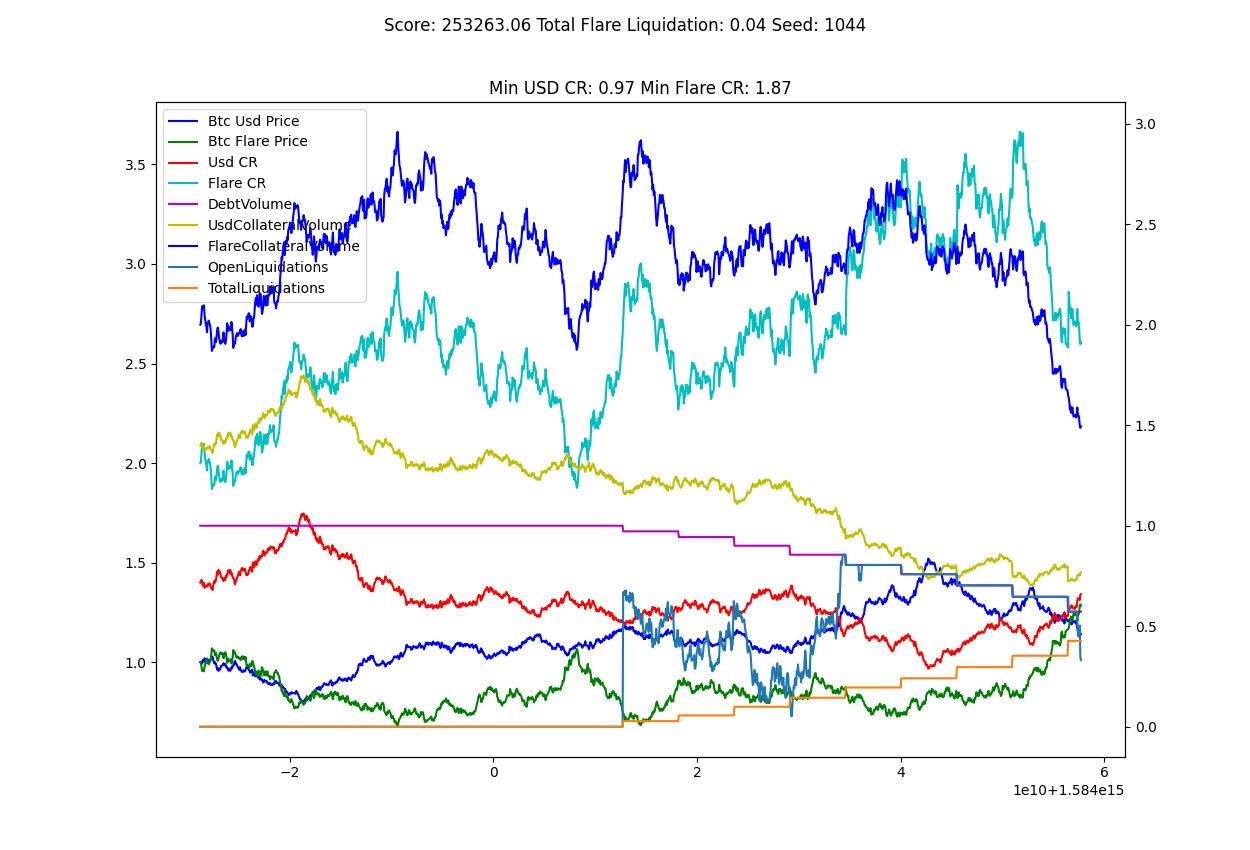 Score: 253263.06 Total Flare Liquidation: 0.04 Seed: 1044
Min USD CR: 0.97 Min Flare CR: 1.87
Btc Usd Price
Btc Flare Price
Usd CR
Flare CR
DebtVolume
UsdCollateralVolume
FlareCollateralVolume
OpenLiquidations
TotalLiquidations
3.5
3.0
2.5
2.0
1.5
1.0
3.0
2.5
2.0
1.5
1.0
0.5
0.0
−2 0 2 4 6
1e10+1.584e15